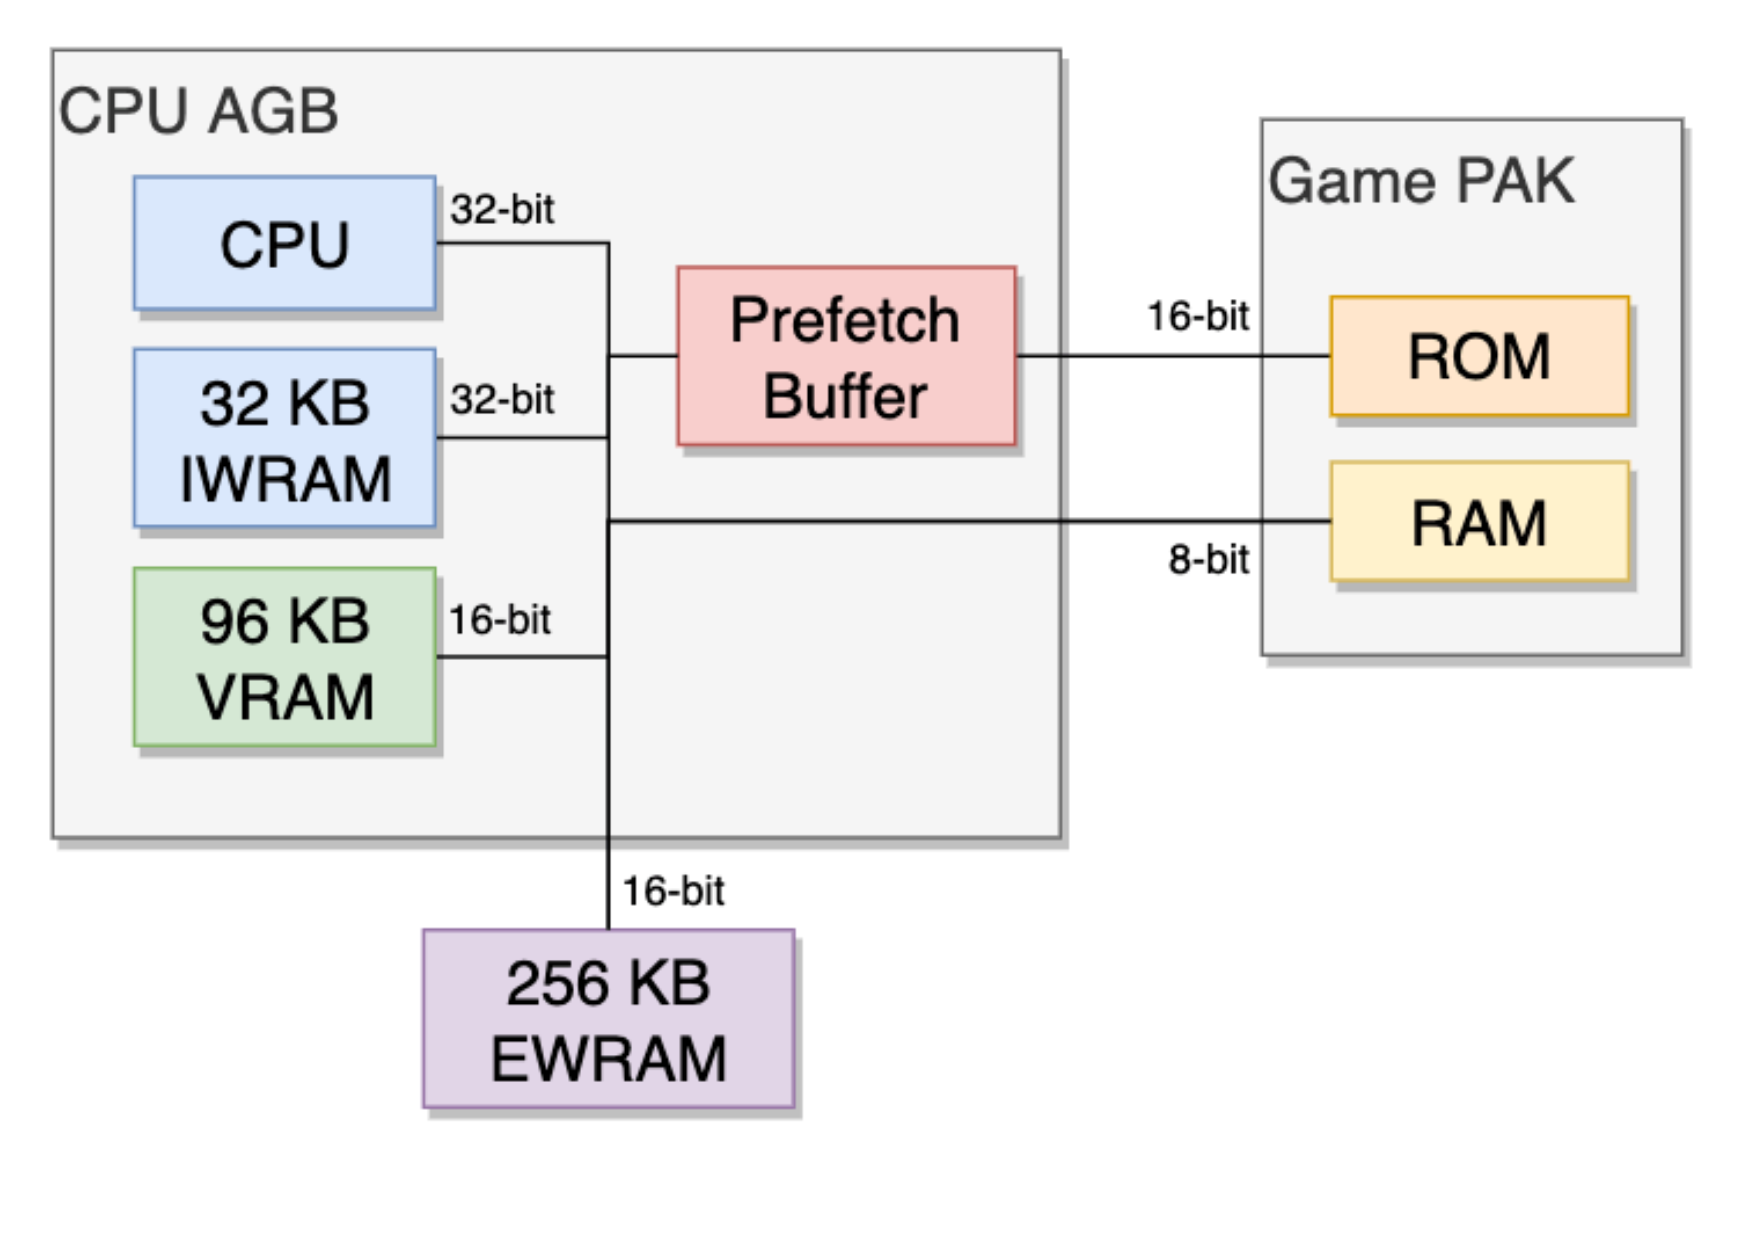 CPU AGB
CPU
32-bit
32 KB
IWRAM
32-bit
96 KB
VRAM
16-bit
Prefetch
Buffer
16-bit
8-bit
Game PAK
ROM
RAM
16-bit
256 KB
EWRAM